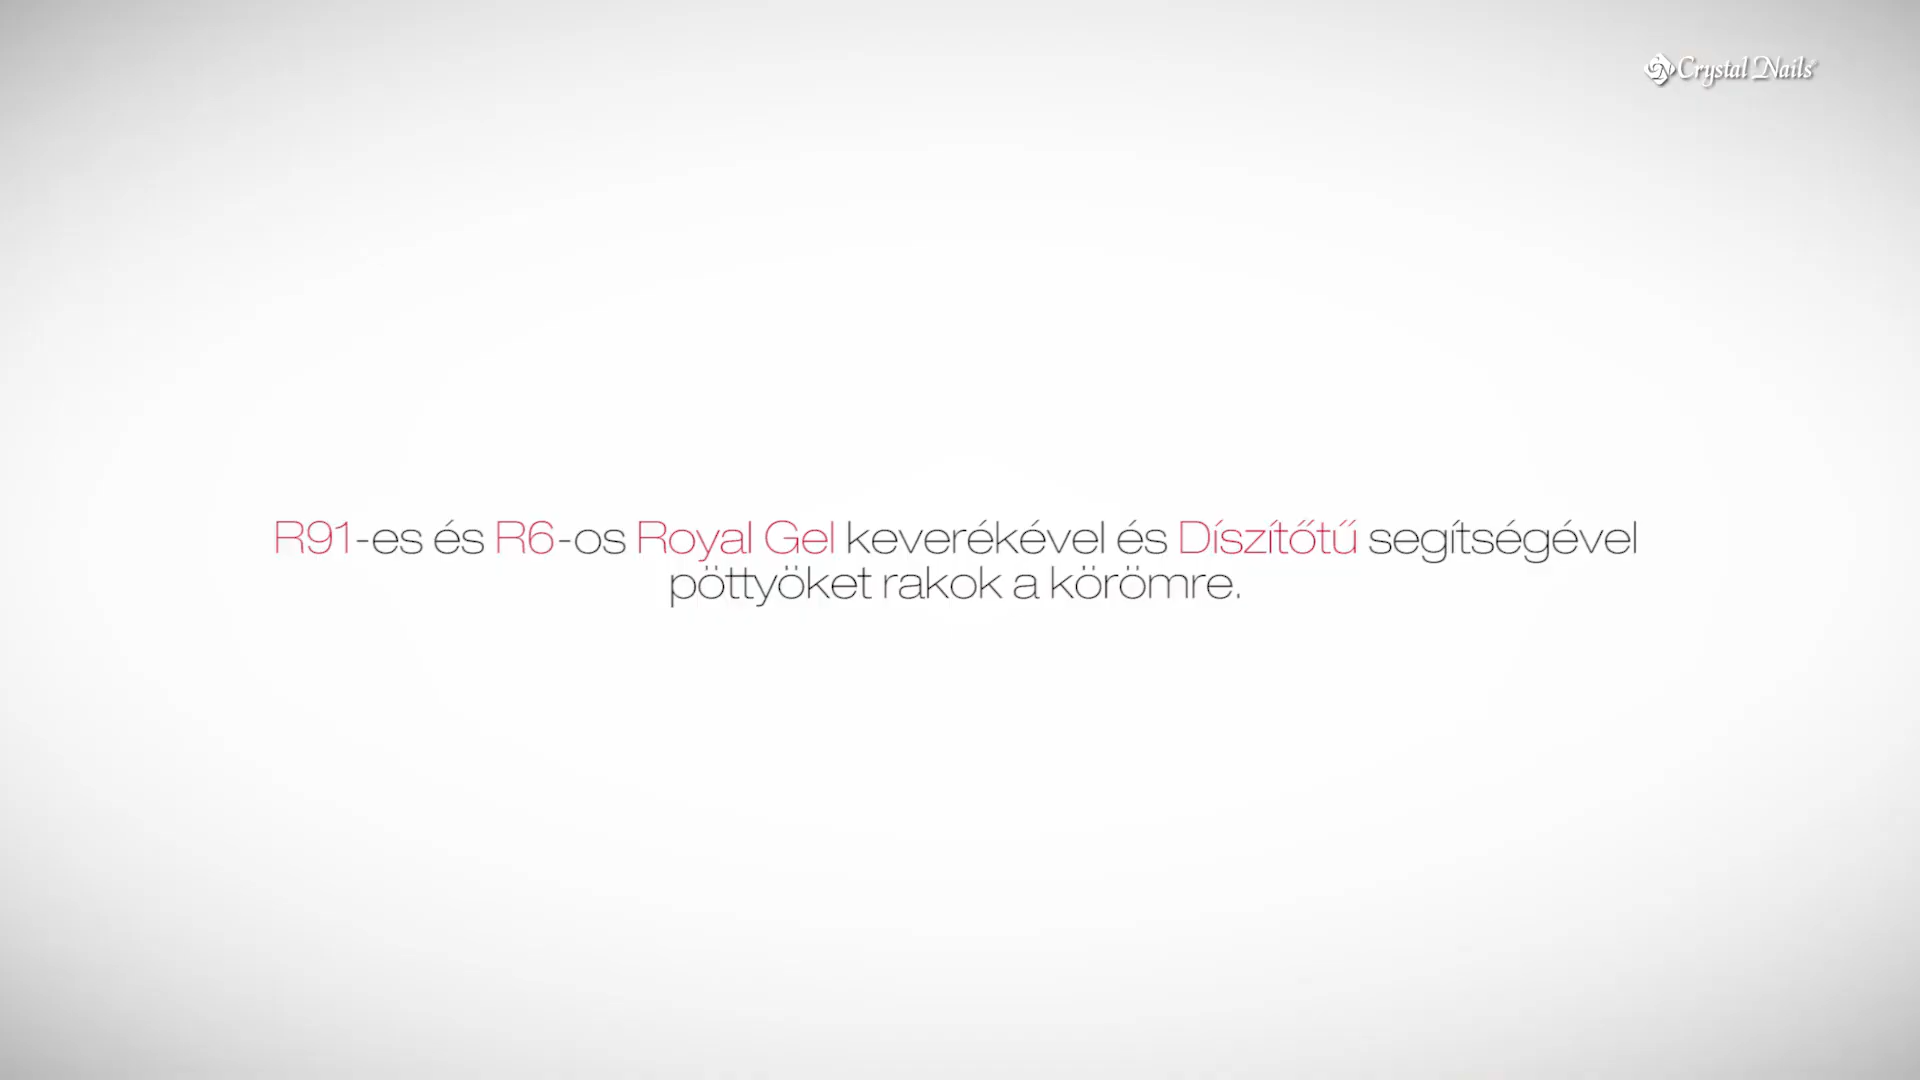 Crystal Nails
R91-es és R6-os Royal Gel keverékével és Díszítőtű segítségével
pöttyöket rakok a körömre.